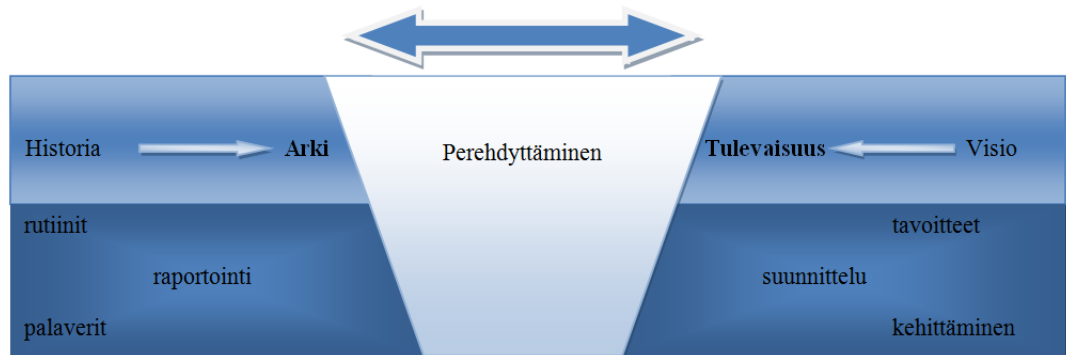 Historia
Arki
Perehdyttäminen
Tulevaisuus
Visio
rutiinit
tavoitteet
raportointi
suunnittelu
palaverit
kehittäminen